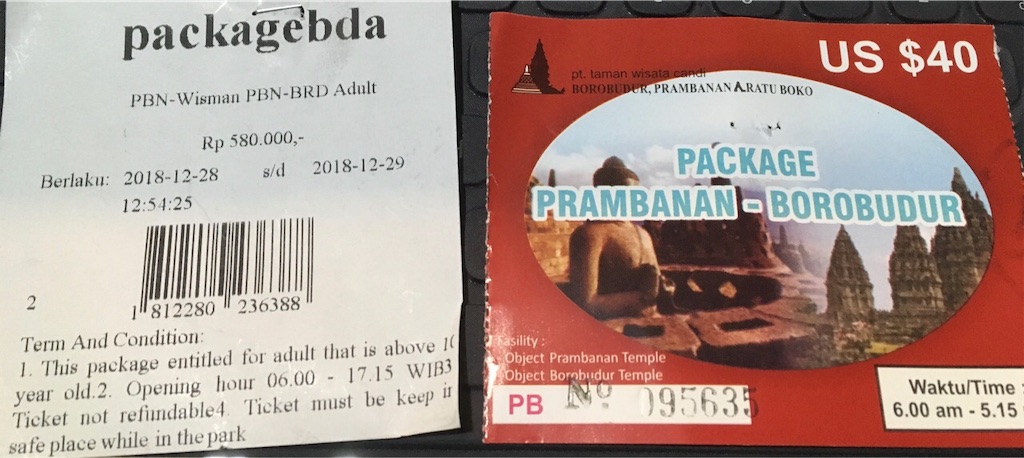 packagebda
PBN-Wisman PBN-BRD Adult
Rp 580.000,-
Berlaku: 2018-12-28 s/d 2018-12-29
12:54:25
1 812280 236388
2
Term And Condition:
1. This package entitled for adult that is above 10
year old.2. Opening hour 06.00 - 17.15 WIB3
Ticket not refundable4. Ticket must be keep in
safe place while in the park
US $40
pt. taman wisata candi
BOROBUDUR, PRAMBANAN & RATU BOKO
PACKAGE
PRAMBANAN - BOROBUDUR
Fasility :
Object Prambanan Temple
Object Borobudur Temple
PB Nº 095635
Waktu/Time :
6.00 am - 5.15